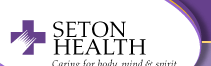 SETON
HEALTH
Caring for body, mind & spirit